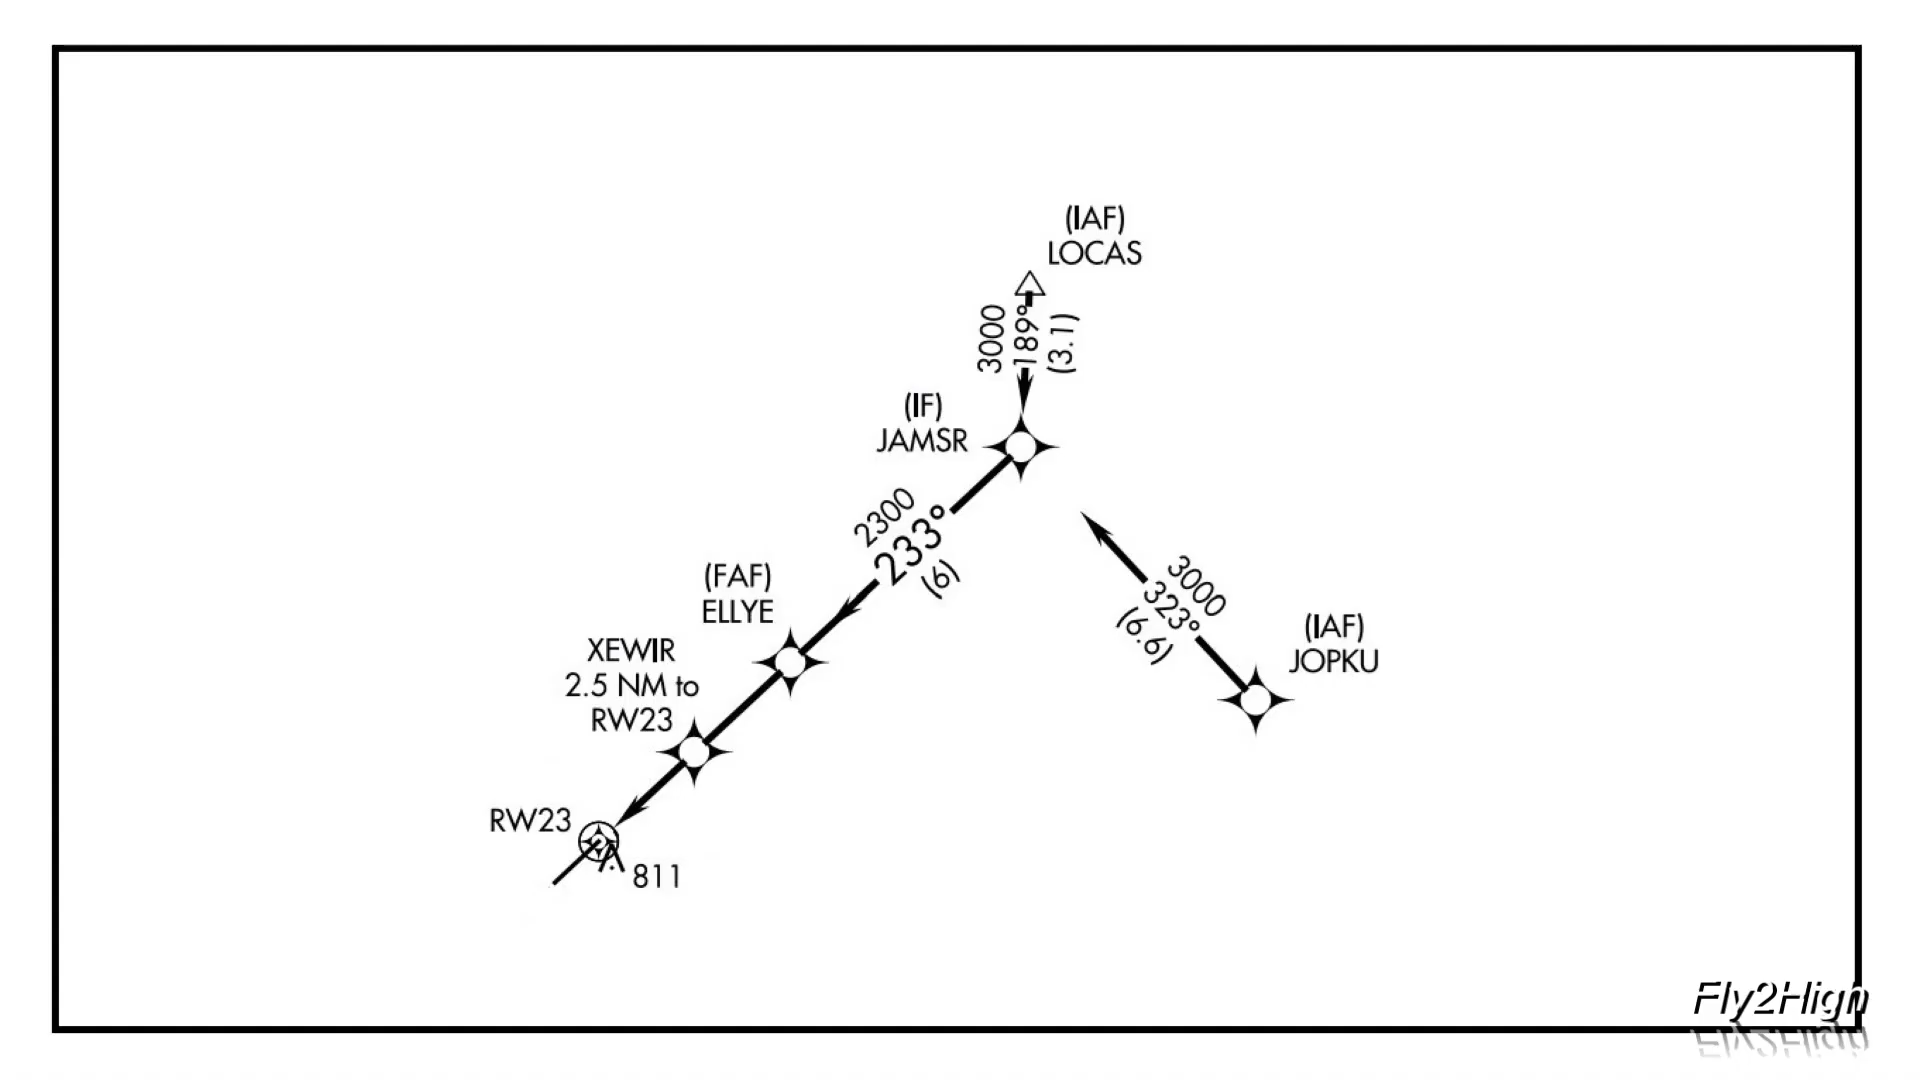 (IAF)
LOCAS
3000
189°
(3.1)
(IF)
JAMSR
2300
233°
(6)
3000
323°
(6.6)
(IAF)
JOPKU
(FAF)
ELLYE
XEWIR
2.5 NM to
RW23
RW23
811
Fly2High